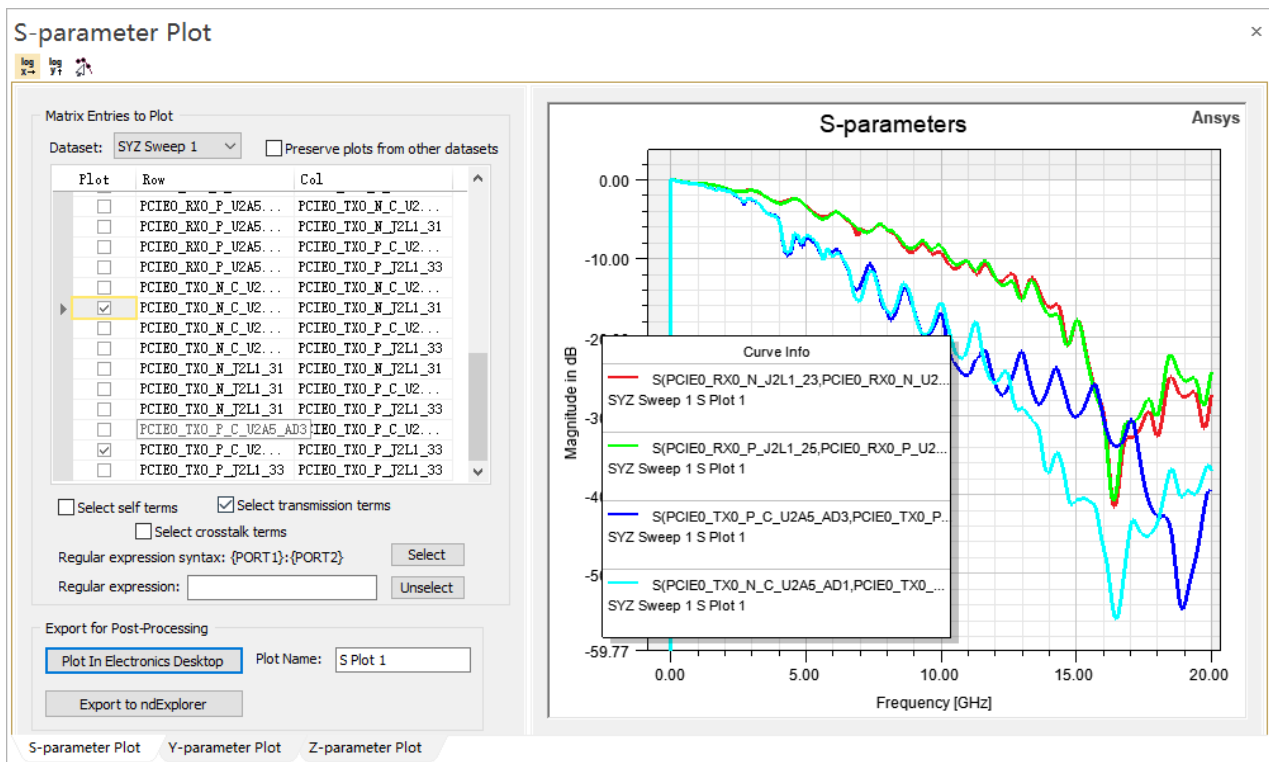 S-parameter Plot
×
log
x→
log
y↑
Matrix Entries to Plot
Dataset:
SYZ Sweep 1
Preserve plots from other datasets
Plot Row Col
PCIE0_RX0_P_U2A5... PCIE0_TX0_N_C_U2...
PCIE0_RX0_P_U2A5... PCIE0_TX0_N_J2L1_31
PCIE0_RX0_P_U2A5... PCIE0_TX0_P_C_U2...
PCIE0_RX0_P_U2A5... PCIE0_TX0_P_J2L1_33
PCIE0_TX0_N_C_U2... PCIE0_TX0_N_C_U2...
PCIE0_TX0_N_C_U2... PCIE0_TX0_N_J2L1_31
PCIE0_TX0_N_C_U2... PCIE0_TX0_P_C_U2...
PCIE0_TX0_N_C_U2... PCIE0_TX0_P_J2L1_33
PCIE0_TX0_N_J2L1_31 PCIE0_TX0_N_J2L1_31
PCIE0_TX0_N_J2L1_31 PCIE0_TX0_P_C_U2...
PCIE0_TX0_N_J2L1_31 PCIE0_TX0_P_J2L1_33
PCIE0_TX0_P_C_U2A5_AD3 IE0_TX0_P_C_U2...
PCIE0_TX0_P_C_U2... PCIE0_TX0_P_J2L1_33
PCIE0_TX0_P_J2L1_33 PCIE0_TX0_P_J2L1_33
Select self terms
Select transmission terms
Select crosstalk terms
Regular expression syntax: {PORT1}:{PORT2}
Select
Regular expression:
Unselect
Export for Post-Processing
Plot In Electronics Desktop
Plot Name:
S Plot 1
Export to ndExplorer
S-parameter Plot
Y-parameter Plot
Z-parameter Plot
S-parameters
Ansys
0.00
-10.00
-59.77
Magnitude in dB
Curve Info
S(PCIE0_RX0_N_J2L1_23,PCIE0_RX0_N_U2...
SYZ Sweep 1 S Plot 1
S(PCIE0_RX0_P_J2L1_25,PCIE0_RX0_P_U2...
SYZ Sweep 1 S Plot 1
S(PCIE0_TX0_P_C_U2A5_AD3,PCIE0_TX0_P...
SYZ Sweep 1 S Plot 1
S(PCIE0_TX0_N_C_U2A5_AD1,PCIE0_TX0_...
SYZ Sweep 1 S Plot 1
0.00
5.00
10.00
15.00
20.00
Frequency [GHz]